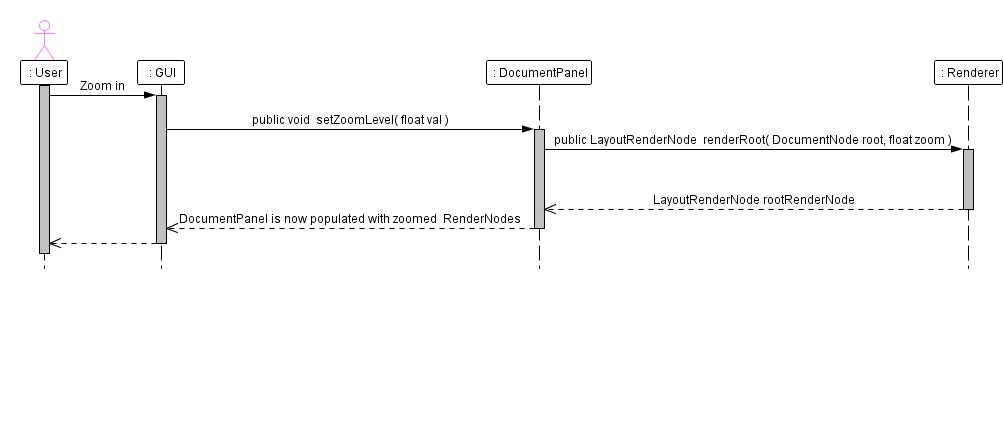 : User
: GUI
: DocumentPanel
: Renderer
Zoom in
public void setZoomLevel( float val )
public LayoutRenderNode renderRoot( DocumentNode root, float zoom )
LayoutRenderNode rootRenderNode
DocumentPanel is now populated with zoomed RenderNodes